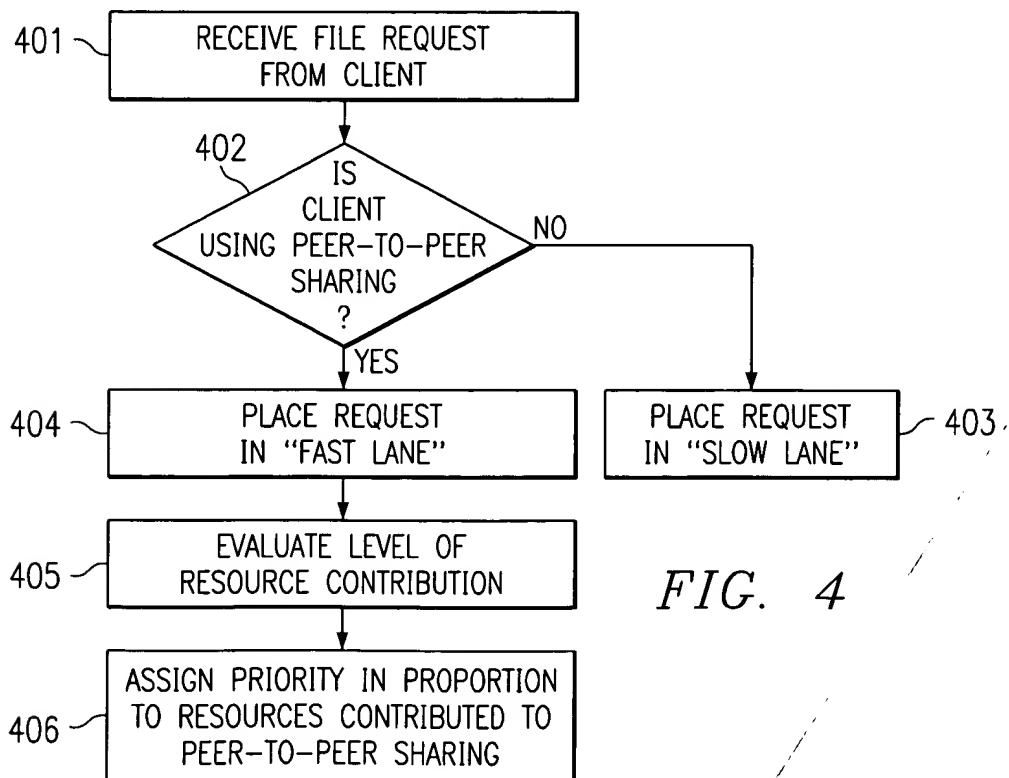 401
RECEIVE FILE REQUEST
FROM CLIENT
402
IS
CLIENT
USING PEER-TO-PEER
SHARING
?
NO
YES
404
PLACE REQUEST
IN "FAST LANE"
PLACE REQUEST
IN "SLOW LANE"
403
405
EVALUATE LEVEL OF
RESOURCE CONTRIBUTION
FIG. 4
406
ASSIGN PRIORITY IN PROPORTION
TO RESOURCES CONTRIBUTED TO
PEER-TO-PEER SHARING